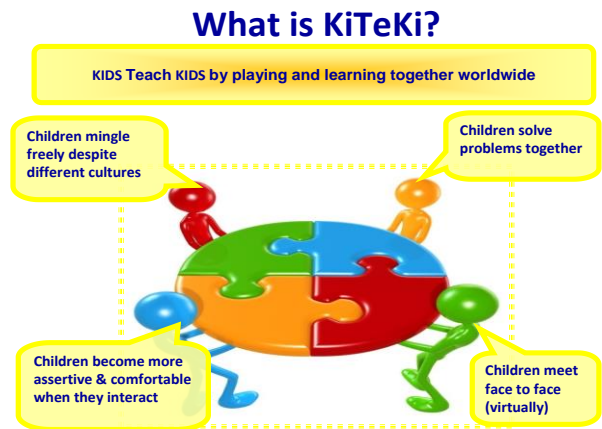 What is KiTeKi?
KIDS Teach KIDS by playing and learning together worldwide
Children mingle
freely despite
different cultures
Children solve
problems together
Children become more
assertive & comfortable
when they interact
Children meet
face to face
(virtually)